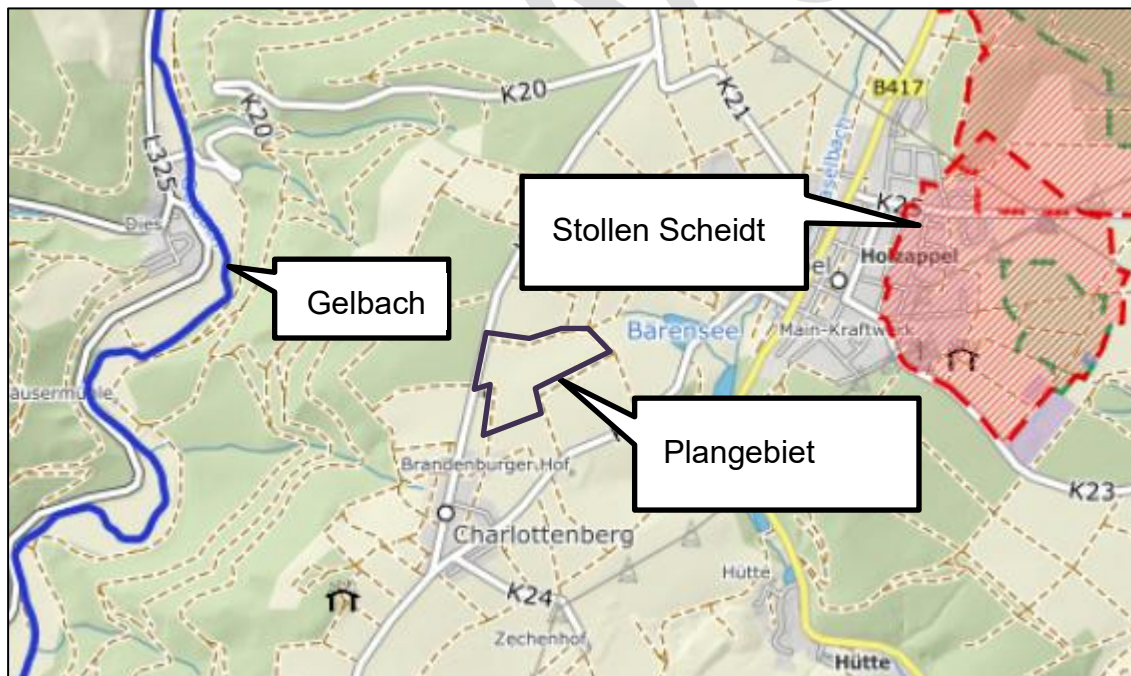 K20
K21
B417
K20
L325
Dies
Stollen Scheidt
Holzappel
Gelbach
Bärensee
Main-Kraftwerk
Plangebiet
Brandenburger Hof
K23
Charlottenberg
Hütte
K24
Zechenhof
Hütte